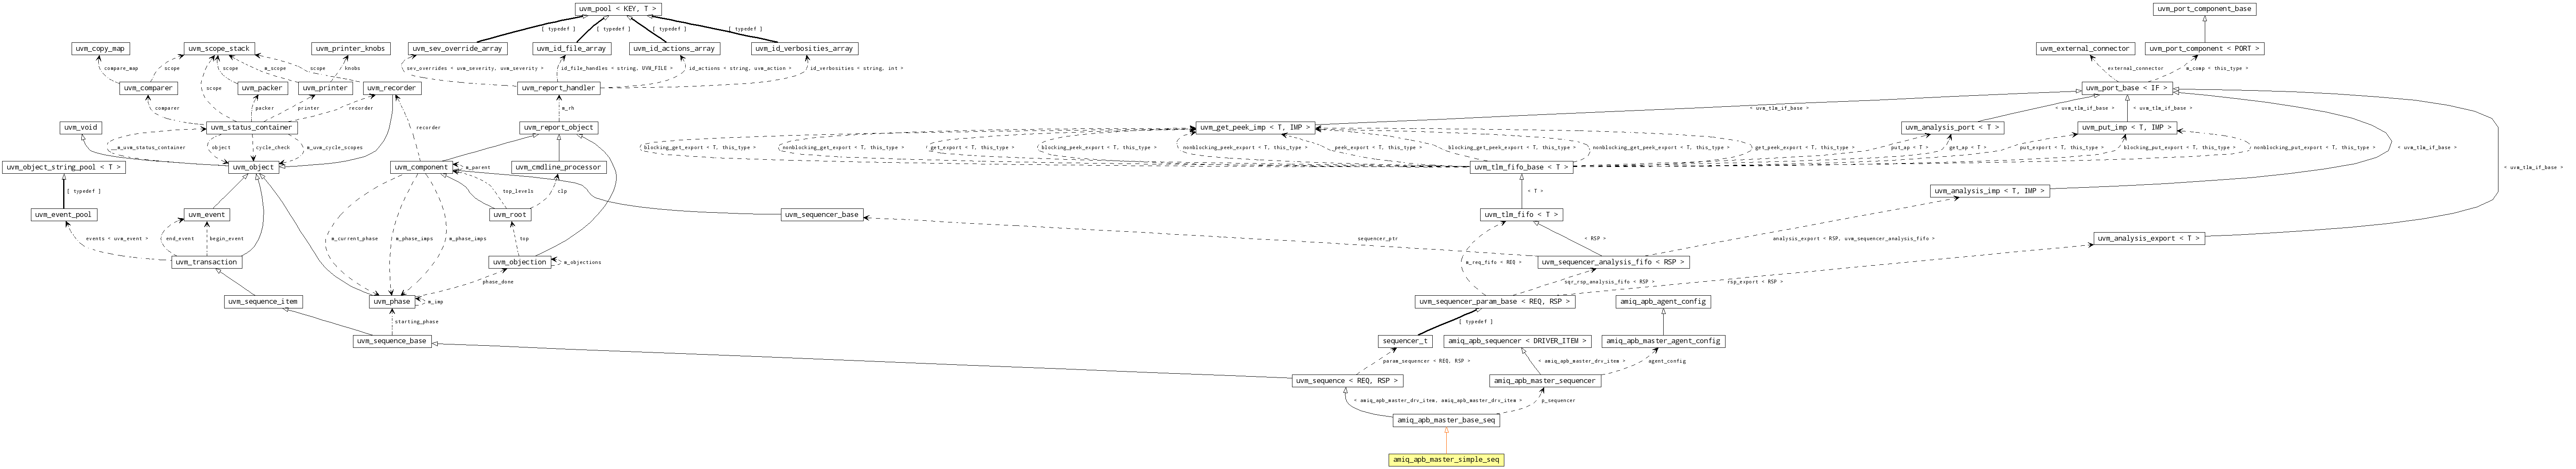 uvm_pool < KEY, T >
uvm_port_component_base
[ typedef ]
[ typedef ]
[ typedef ]
[ typedef ]
uvm_copy_map
uvm_scope_stack
uvm_printer_knobs
uvm_sev_override_array
uvm_id_file_array
uvm_id_actions_array
uvm_id_verbosities_array
uvm_external_connector
uvm_port_component < PORT >
compare_map
scope
scope
m_scope
scope
knobs
sev_overrides < uvm_severity, uvm_severity >
id_file_handles < string, UVM_FILE >
id_actions < string, uvm_action >
id_verbosities < string, int >
external_connector
m_comp < this_type >
uvm_comparer
scope
uvm_packer
uvm_printer
uvm_recorder
uvm_report_handler
uvm_port_base < IF >
comparer
packer
printer
recorder
m_rh
< uvm_tlm_if_base >
< uvm_tlm_if_base >
< uvm_tlm_if_base >
uvm_void
uvm_status_container
recorder
uvm_report_object
uvm_get_peek_imp < T, IMP >
uvm_analysis_port < T >
uvm_put_imp < T, IMP >
m_uvm_status_container
object
cycle_check
m_uvm_cycle_scopes
blocking_get_export < T, this_type >
nonblocking_get_export < T, this_type >
get_export < T, this_type >
blocking_peek_export < T, this_type >
nonblocking_peek_export < T, this_type >
peek_export < T, this_type >
blocking_get_peek_export < T, this_type >
nonblocking_get_peek_export < T, this_type >
get_peek_export < T, this_type >
put_ap < T >
get_ap < T >
put_export < T, this_type >
blocking_put_export < T, this_type >
nonblocking_put_export < T, this_type >
< uvm_tlm_if_base >
uvm_object_string_pool < T >
uvm_object
uvm_component
m_parent
uvm_cmdline_processor
uvm_tlm_fifo_base < T >
< uvm_tlm_if_base >
[ typedef ]
top_levels
clp
< T >
uvm_analysis_imp < T, IMP >
uvm_event_pool
uvm_event
uvm_root
uvm_sequencer_base
uvm_tlm_fifo < T >
events < uvm_event >
end_event
begin_event
m_current_phase
m_phase_imps
m_phase_imps
top
sequencer_ptr
< RSP >
analysis_export < RSP, uvm_sequencer_analysis_fifo >
uvm_analysis_export < T >
uvm_transaction
uvm_objection
m_objections
m_req_fifo < REQ >
uvm_sequencer_analysis_fifo < RSP >
phase_done
sqr_rsp_analysis_fifo < RSP >
rsp_export < RSP >
uvm_sequence_item
uvm_phase
m_imp
uvm_sequencer_param_base < REQ, RSP >
amiq_apb_agent_config
starting_phase
[ typedef ]
uvm_sequence_base
sequencer_t
amiq_apb_sequencer < DRIVER_ITEM >
amiq_apb_master_agent_config
param_sequencer < REQ, RSP >
< amiq_apb_master_drv_item >
agent_config
uvm_sequence < REQ, RSP >
amiq_apb_master_sequencer
< amiq_apb_master_drv_item, amiq_apb_master_drv_item >
p_sequencer
amiq_apb_master_base_seq
amiq_apb_master_simple_seq